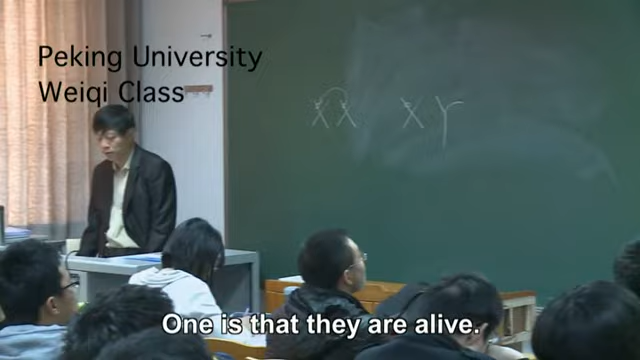 Peking University
Weiqi Class
XX XY
One is that they are alive.